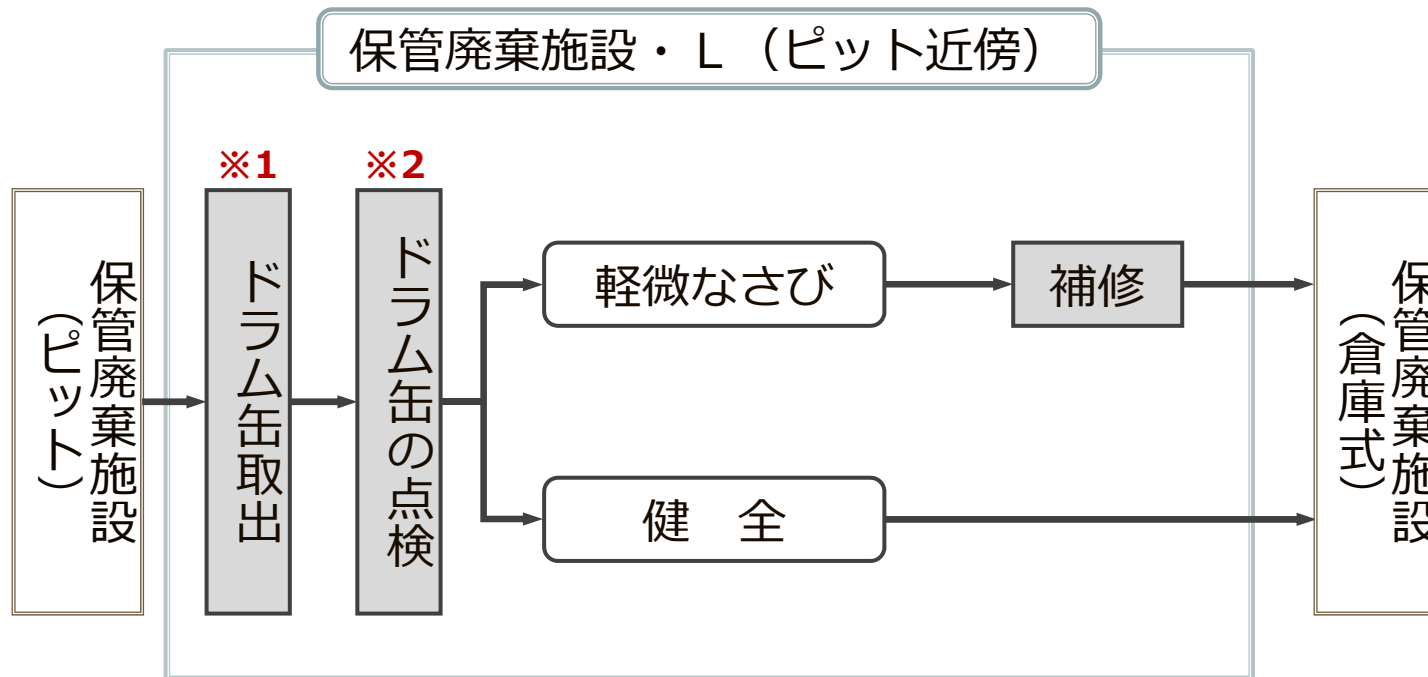 保管廃棄施設・Ｌ（ピット近傍）
※1
※2
保管廃棄施設
（ピット）
ドラム缶取出
ドラム缶の点検
軽微なさび
補修
健　全
保管廃棄施設
（倉庫式）